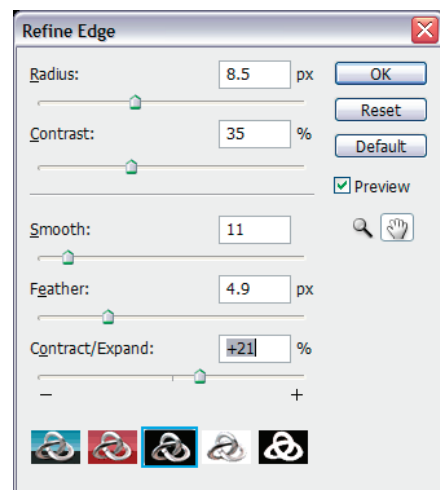 Refine Edge
Radius: 8.5 px
OK
Reset
Contrast: 35 %
Default
Preview
Smooth: 11
Feather: 4.9 px
Contract/Expand: +21 %
− +